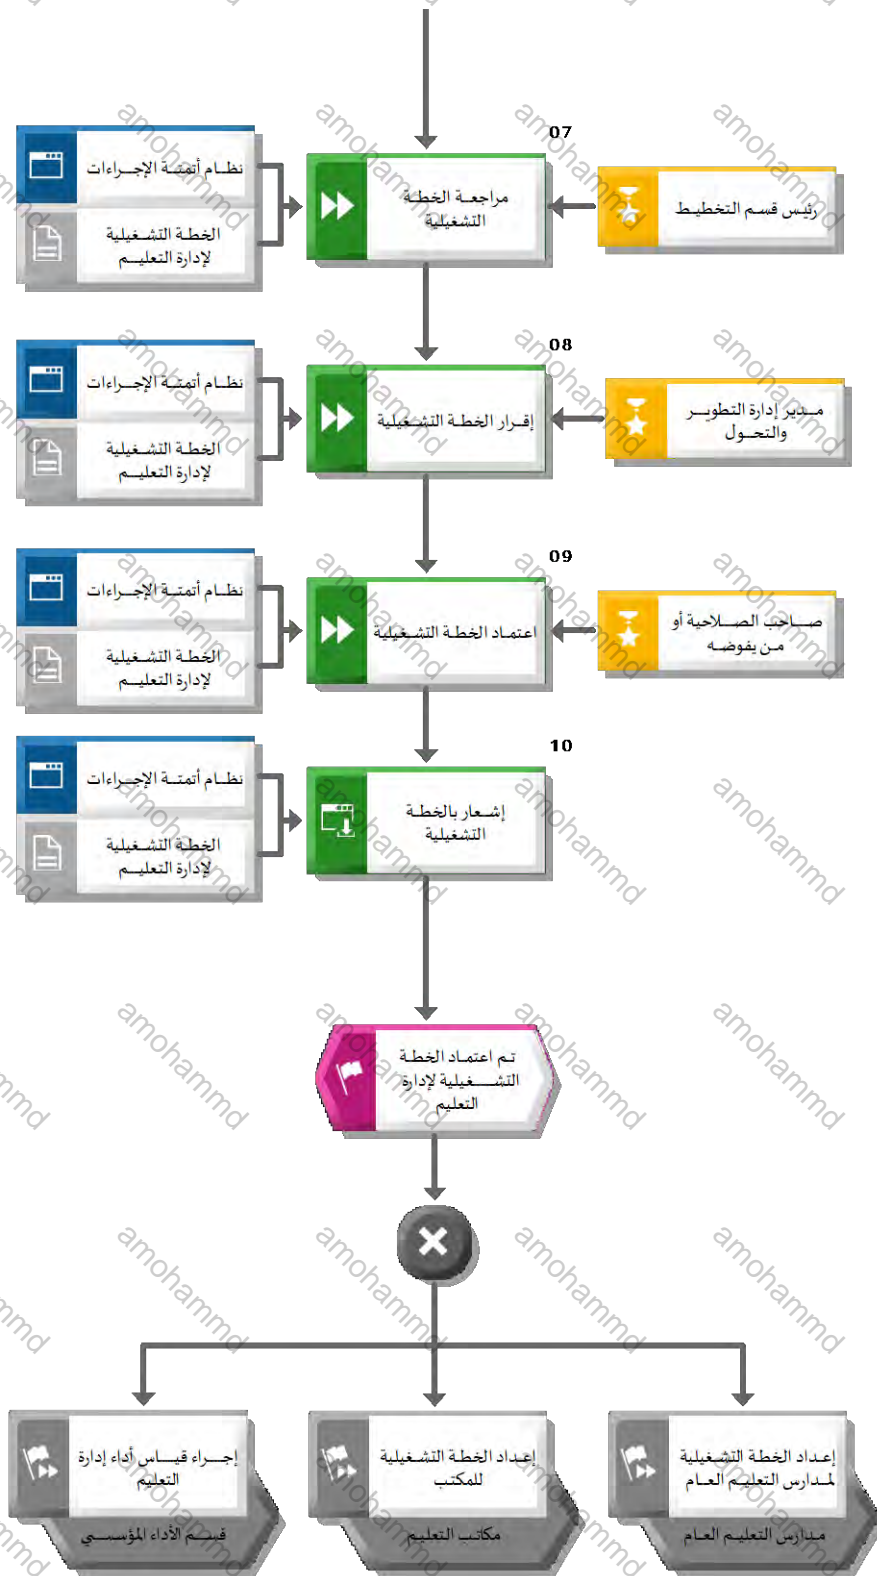 07
رئيس قسم التخطيط
مراجعة الخطة
التشغيلية
نظام أتمتة الإجراءات
الخطة التشغيلية
لإدارة التعليم
08
مدير إدارة التطوير
والتحول
إقرار الخطة التشغيلية
نظام أتمتة الإجراءات
الخطة التشغيلية
لإدارة التعليم
09
صاحب الصلاحية أو
من يفوضه
اعتماد الخطة التشغيلية
نظام أتمتة الإجراءات
الخطة التشغيلية
لإدارة التعليم
10
إشعار بالخطة
التشغيلية
نظام أتمتة الإجراءات
الخطة التشغيلية
لإدارة التعليم
تم اعتماد الخطة
التشغيلية لإدارة
التعليم
إعداد الخطة التشغيلية
لمدارس التعليم العام
مدارس التعليم العام
إعداد الخطة التشغيلية
للمكتب
مكاتب التعليم
إجراء قياس أداء إدارة
التعليم
قسم الأداء المؤسسي
amohammd